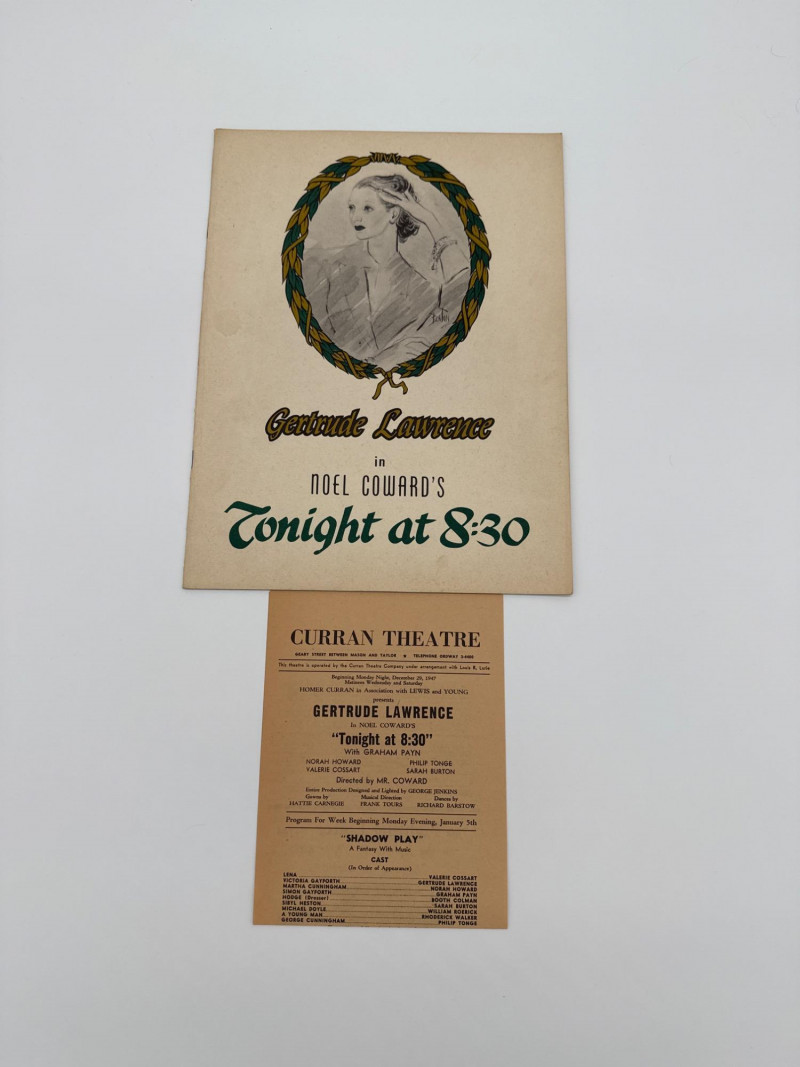 Gertrude Lawrence
in
NOEL COWARD'S
Tonight at 8:30
CURRAN THEATRE
GEARY STREET BETWEEN MASON AND TAYLOR • TELEPHONE ORDWAY 3-4400
This theatre is operated by the Curran Theatre Company under arrangement with Louis R. Lurie
Beginning Monday Night, December 29, 1947
Matinees Wednesday and Saturday
HOMER CURRAN in Association with LEWIS and YOUNG
presents
GERTRUDE LAWRENCE
In NOEL COWARD'S
"Tonight at 8:30"
With GRAHAM PAYN
NORAH HOWARD PHILIP TONGE
VALERIE COSSART SARAH BURTON
Directed by MR. COWARD
Entire Production Designed and Lighted by GEORGE JENKINS
Gowns by Musical Direction Dances by
HATTIE CARNEGIE FRANK TOURS RICHARD BARSTOW
Program For Week Beginning Monday Evening, January 5th
"SHADOW PLAY"
A Fantasy With Music
CAST
(In Order of Appearance)
LENA VALERIE COSSART
VICTORIA GAYFORTH GERTRUDE LAWRENCE
MARTHA CUNNINGHAM NORAH HOWARD
SIMON GAYFORTH GRAHAM PAYN
HODGE (Dresser) BOOTH COLMAN
SIBYL HESTON SARAH BURTON
MICHAEL DOYLE WILLIAM ROERICK
A YOUNG MAN RHODERICK WALKER
GEORGE CUNNINGHAM PHILIP TONGE